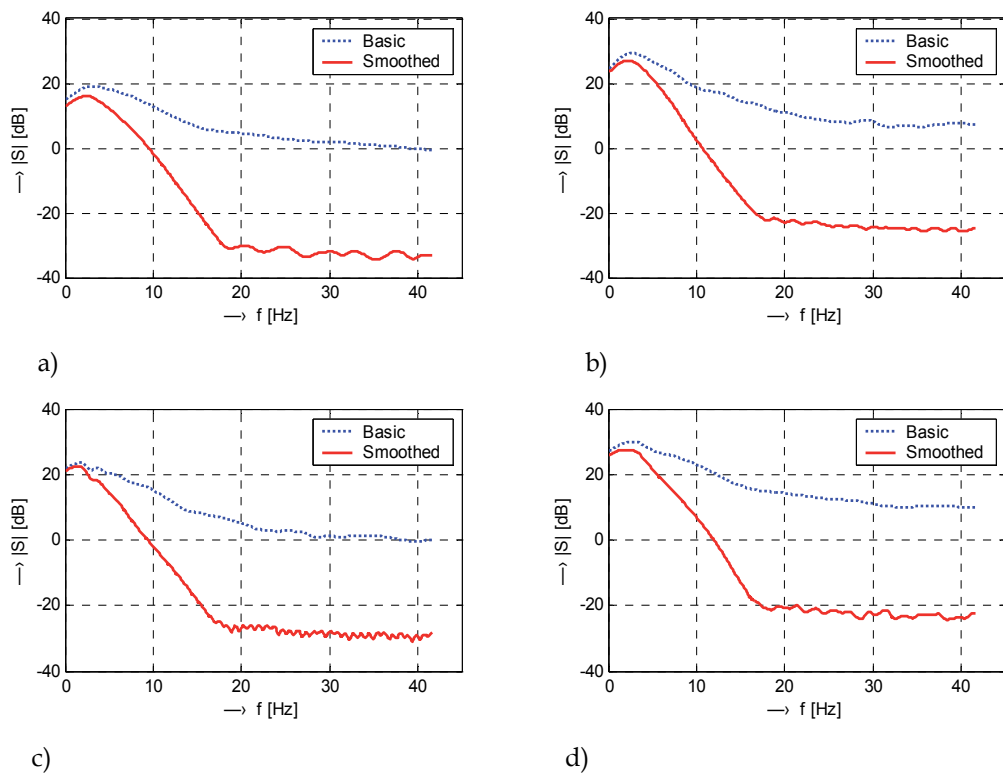 40
20
0
-20
-40
0 10 20 30 40
—> |S| [dB]
—> f [Hz]
Basic
Smoothed
a)
40
20
0
-20
-40
0 10 20 30 40
—> |S| [dB]
—> f [Hz]
Basic
Smoothed
b)
40
20
0
-20
-40
0 10 20 30 40
—> |S| [dB]
—> f [Hz]
Basic
Smoothed
c)
40
20
0
-20
-40
0 10 20 30 40
—> |S| [dB]
—> f [Hz]
Basic
Smoothed
d)